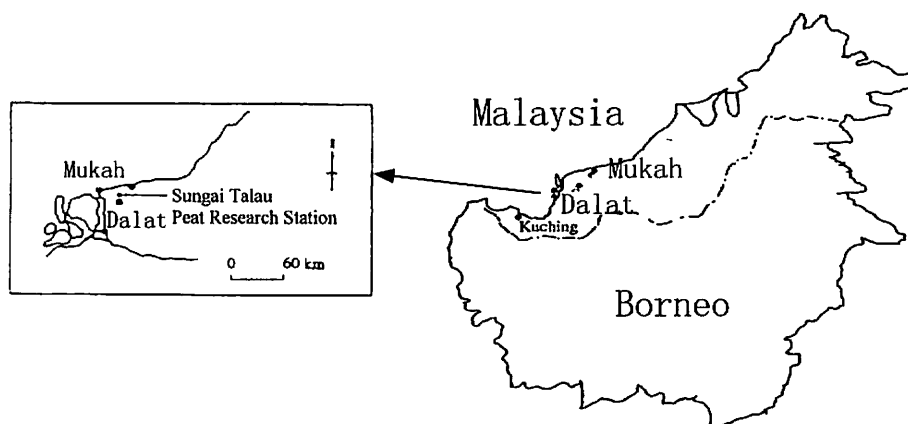 Malaysia
Mukah
Dalat
Kuching
Borneo
Mukah
Sungai Talau
Dalat Peat Research Station
0 60 km